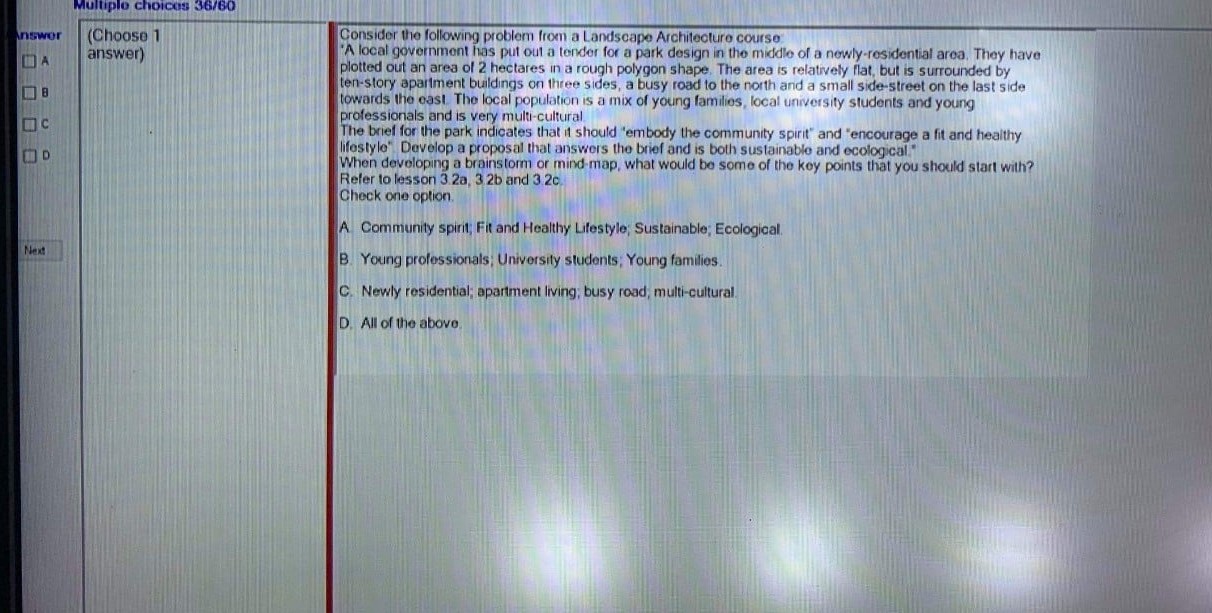 Multiple choices 36/60
Answer
(Choose 1
answer)
A
B
C
D
Next
Consider the following problem from a Landscape Architecture course:
"A local government has put out a tender for a park design in the middle of a newly-residential area. They have
plotted out an area of 2 hectares in a rough polygon shape. The area is relatively flat, but is surrounded by
ten-story apartment buildings on three sides, a busy road to the north and a small side-street on the last side
towards the east. The local population is a mix of young families, local university students and young
professionals and is very multi-cultural.
The brief for the park indicates that it should "embody the community spirit" and "encourage a fit and healthy
lifestyle". Develop a proposal that answers the brief and is both sustainable and ecological."
When developing a brainstorm or mind-map, what would be some of the key points that you should start with?
Refer to lesson 3.2a, 3.2b and 3.2c.
Check one option.
A. Community spirit; Fit and Healthy Lifestyle; Sustainable; Ecological.
B. Young professionals; University students; Young families.
C. Newly residential; apartment living; busy road; multi-cultural.
D. All of the above.